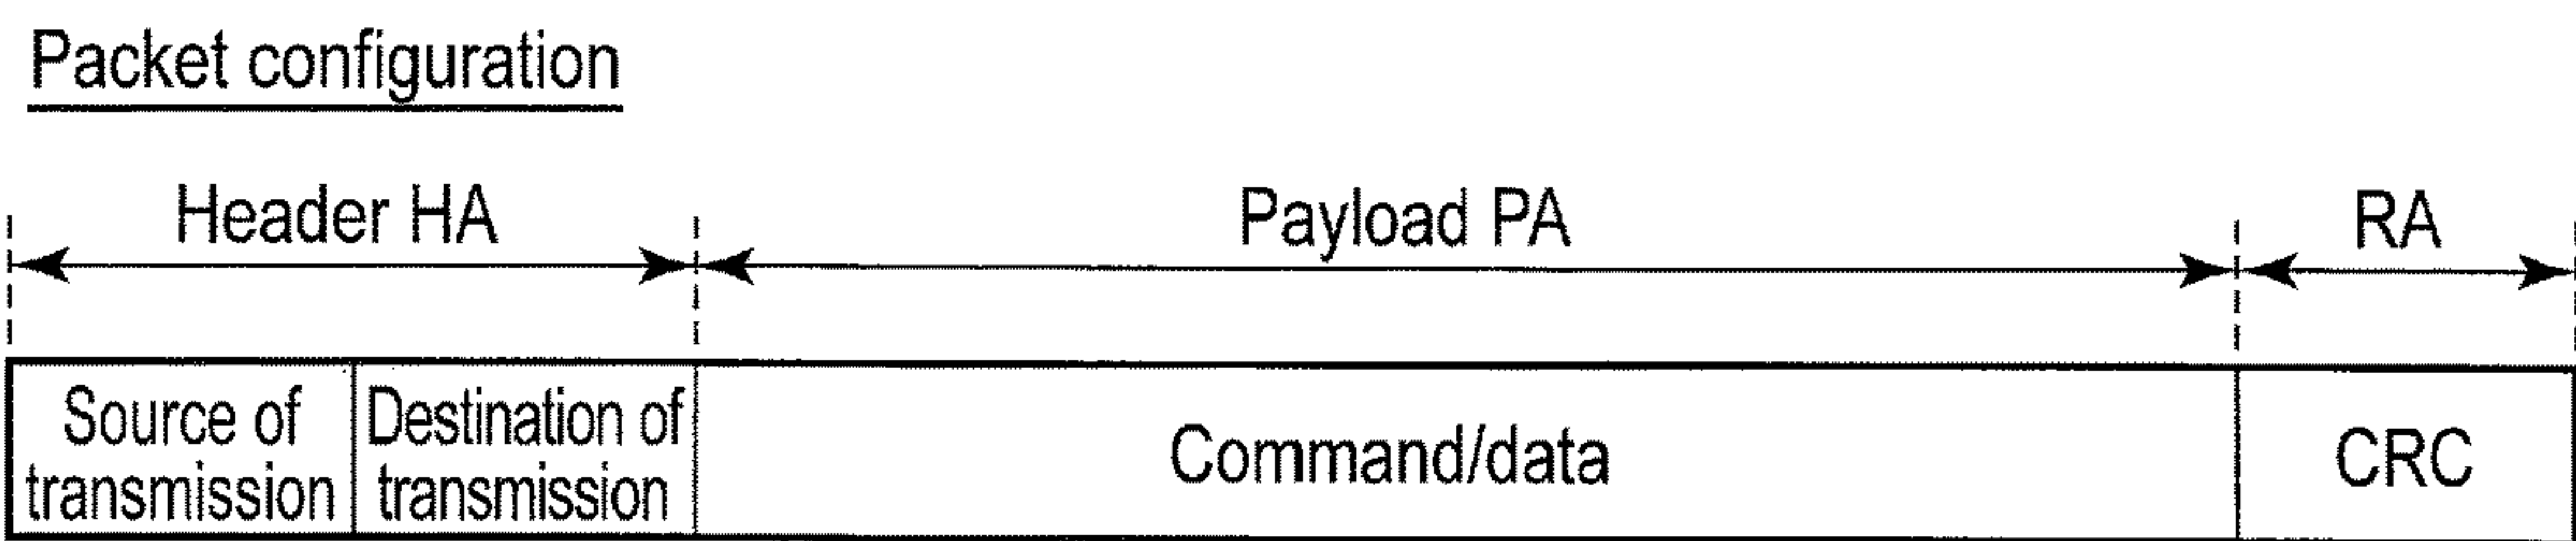 Packet configuration
Header HA
Payload PA
RA
Source of
transmission
Destination of
transmission
Command/data
CRC